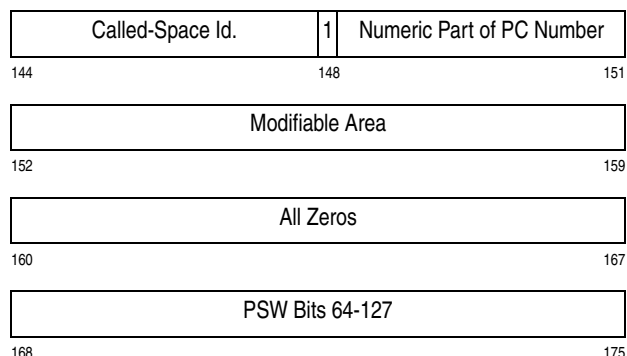 Called-Space Id. 1 Numeric Part of PC Number
144 148 151
Modifiable Area
152 159
All Zeros
160 167
PSW Bits 64-127
168 175